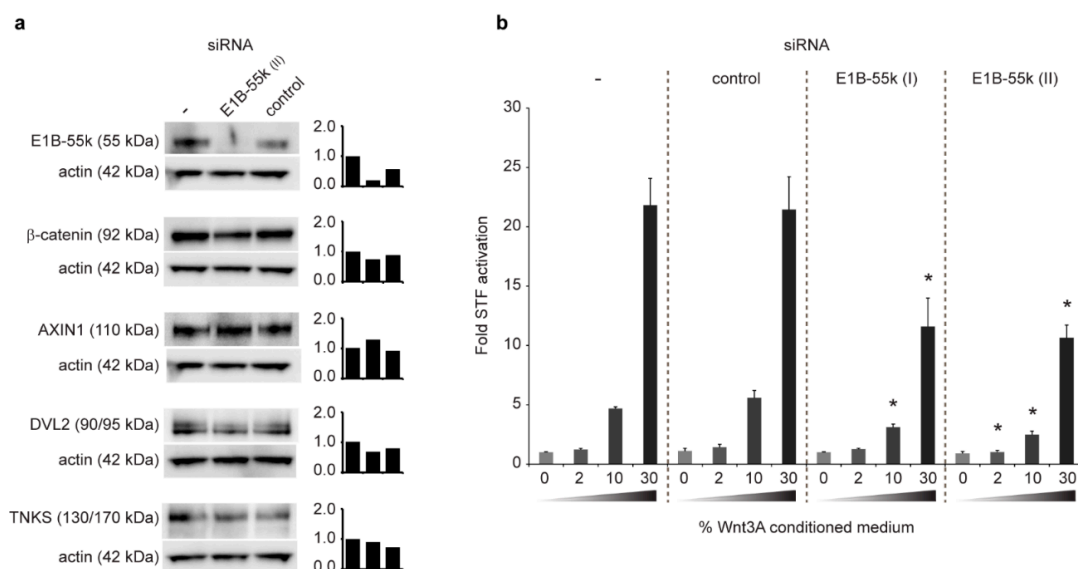 a
siRNA
- E1B-55k (II) control
E1B-55k (55 kDa)
actin (42 kDa)
2.0
1.0
0.0
β-catenin (92 kDa)
actin (42 kDa)
2.0
1.0
0.0
AXIN1 (110 kDa)
actin (42 kDa)
2.0
1.0
0.0
DVL2 (90/95 kDa)
actin (42 kDa)
2.0
1.0
0.0
TNKS (130/170 kDa)
actin (42 kDa)
2.0
1.0
0.0
b
siRNA
- control E1B-55k (I) E1B-55k (II)
Fold STF activation
30
25
20
15
10
5
0
* * * * *
0 2 10 30 0 2 10 30 0 2 10 30 0 2 10 30
% Wnt3A conditioned medium